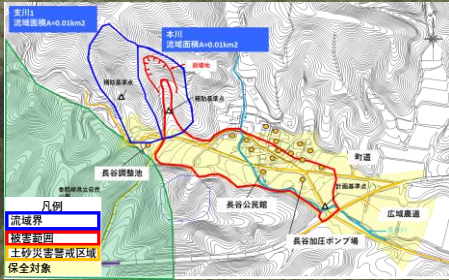 支川1
流域面積A=0.01km2
本川
流域面積A=0.01km2
崩壊地
補助基準点
補助基準点
長谷調整池
町道
計画基準点
長谷公民館
広域農道
長谷加圧ポンプ場
凡例
流域界
被害範囲
土砂災害警戒区域
保全対象